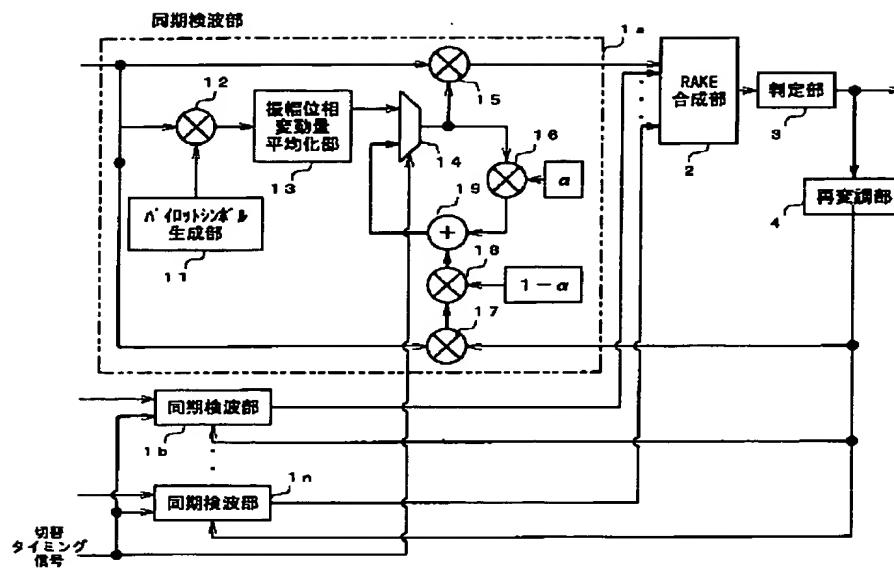 同期検波部
1a
12
15
RAKE
合成部
2
判定部
3
振幅位相
変動量
平均化部
13
14
16
α
再変調部
4
パイロットシンボル
生成部
11
19
+
18
1-α
17
同期検波部
1b
同期検波部
1n
切替
タイミング
信号